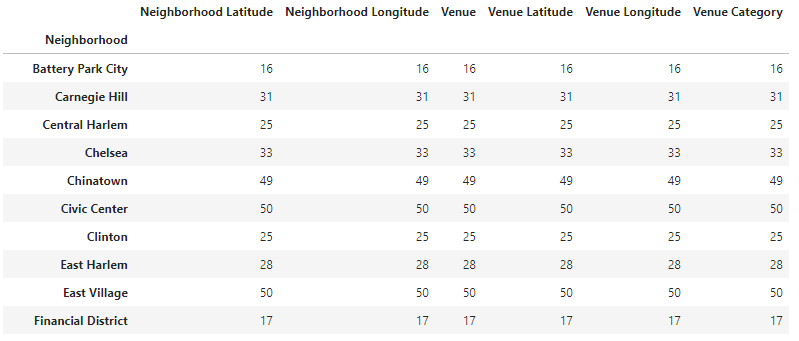 Neighborhood Latitude Neighborhood Longitude Venue Venue Latitude Venue Longitude Venue Category
Neighborhood
Battery Park City 16 16 16 16 16 16
Carnegie Hill 31 31 31 31 31 31
Central Harlem 25 25 25 25 25 25
Chelsea 33 33 33 33 33 33
Chinatown 49 49 49 49 49 49
Civic Center 50 50 50 50 50 50
Clinton 25 25 25 25 25 25
East Harlem 28 28 28 28 28 28
East Village 50 50 50 50 50 50
Financial District 17 17 17 17 17 17